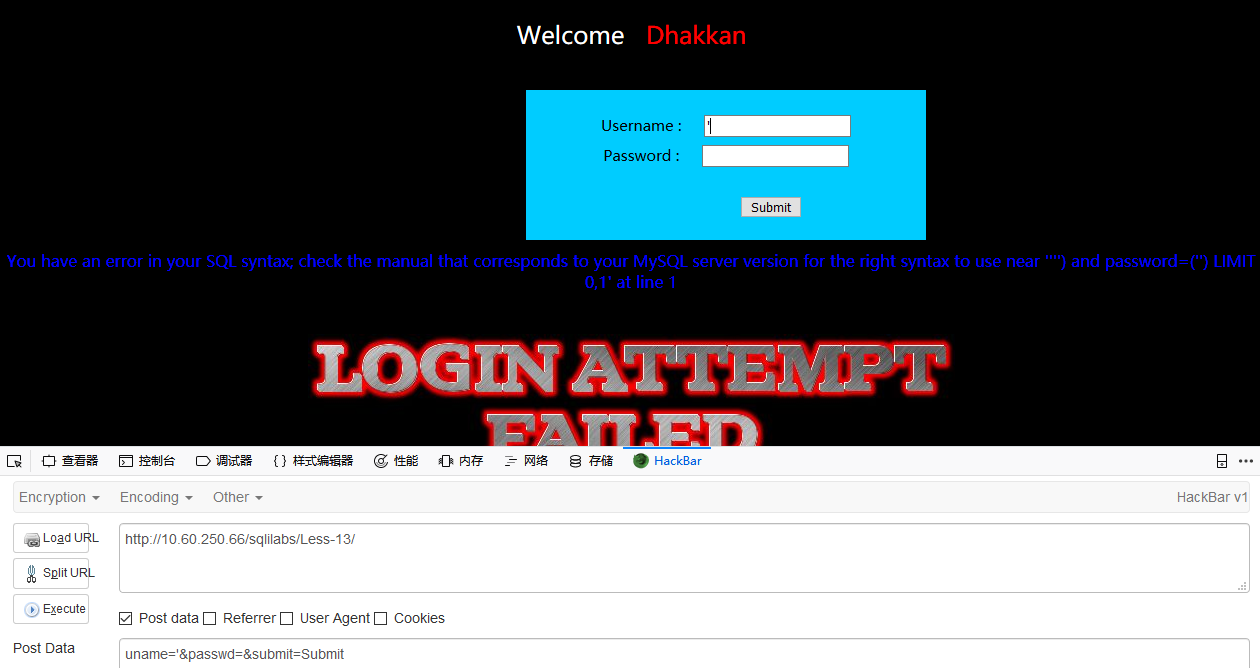 Welcome Dhakkan
Username : '
Password :
Submit
You have an error in your SQL syntax; check the manual that corresponds to your MySQL server version for the right syntax to use near '''') and password=('') LIMIT
0,1' at line 1
LOGIN ATTEMPT
FAILED
查看器 控制台 调试器 {} 样式编辑器 性能 内存 网络 存储 HackBar
Encryption Encoding Other HackBar v1
Load URL
http://10.60.250.66/sqlilabs/Less-13/
Split URL
Execute
Post data Referrer User Agent Cookies
Post Data
uname='&passwd=&submit=Submit